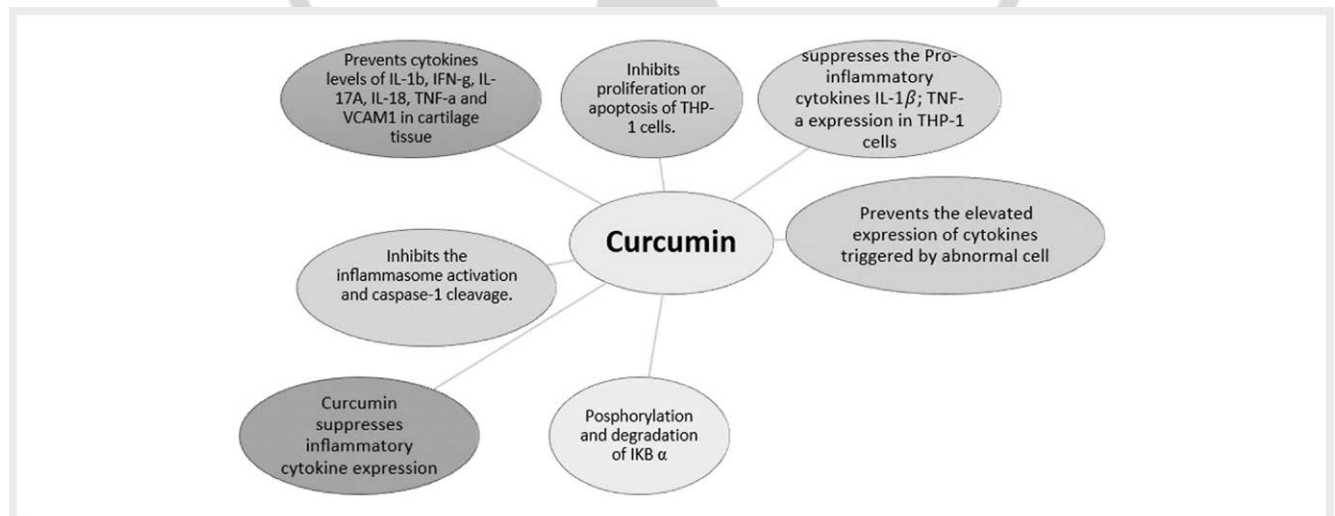 Prevents cytokines
levels of IL-1b, IFN-g, IL-
17A, IL-18, TNF-a and
VCAM1 in cartilage
tissue
Inhibits
proliferation or
apoptosis of THP-
1 cells.
suppresses the Pro-
inflammatory
cytokines IL-1β; TNF-
a expression in THP-1
cells
Curcumin
Prevents the elevated
expression of cytokines
triggered by abnormal cell
Inhibits the
inflammasome activation
and caspase-1 cleavage.
Curcumin
suppresses
inflammatory
cytokine expression
Posphorylation
and degradation
of IKB α